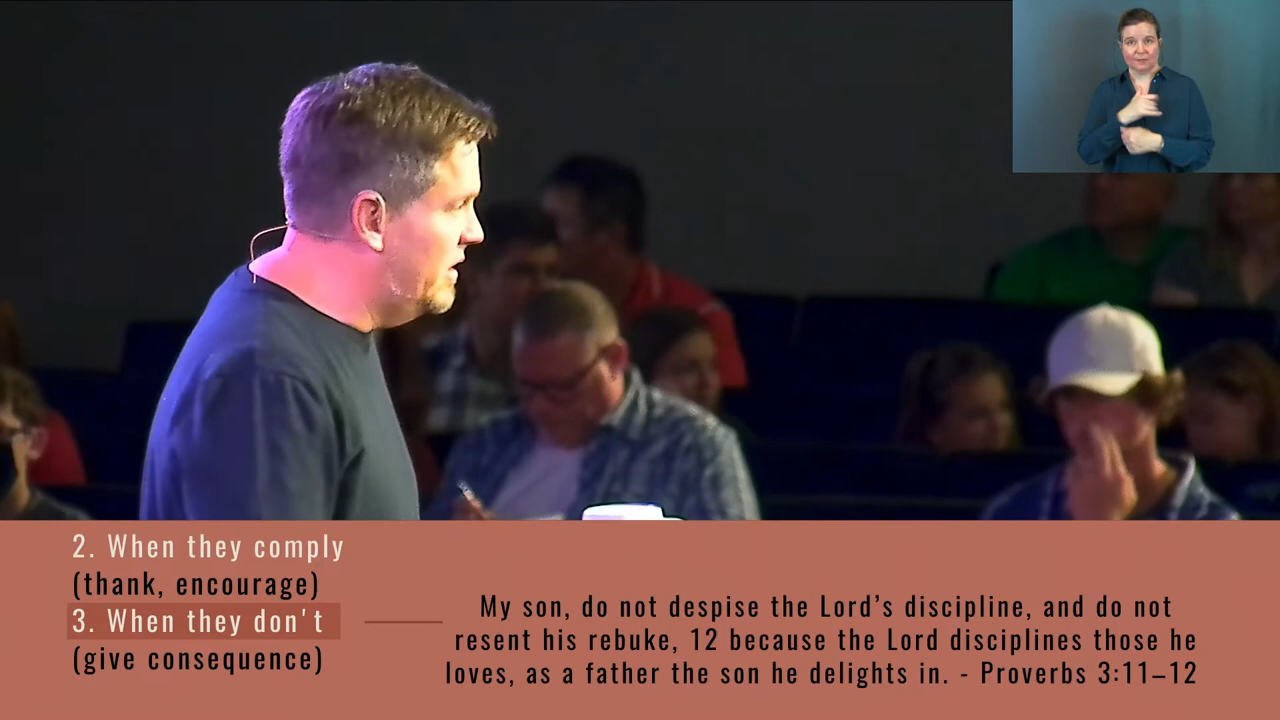 2. When they comply
(thank, encourage)
3. When they don't
(give consequence)
My son, do not despise the Lord’s discipline, and do not
resent his rebuke, 12 because the Lord disciplines those he
loves, as a father the son he delights in. - Proverbs 3:11–12